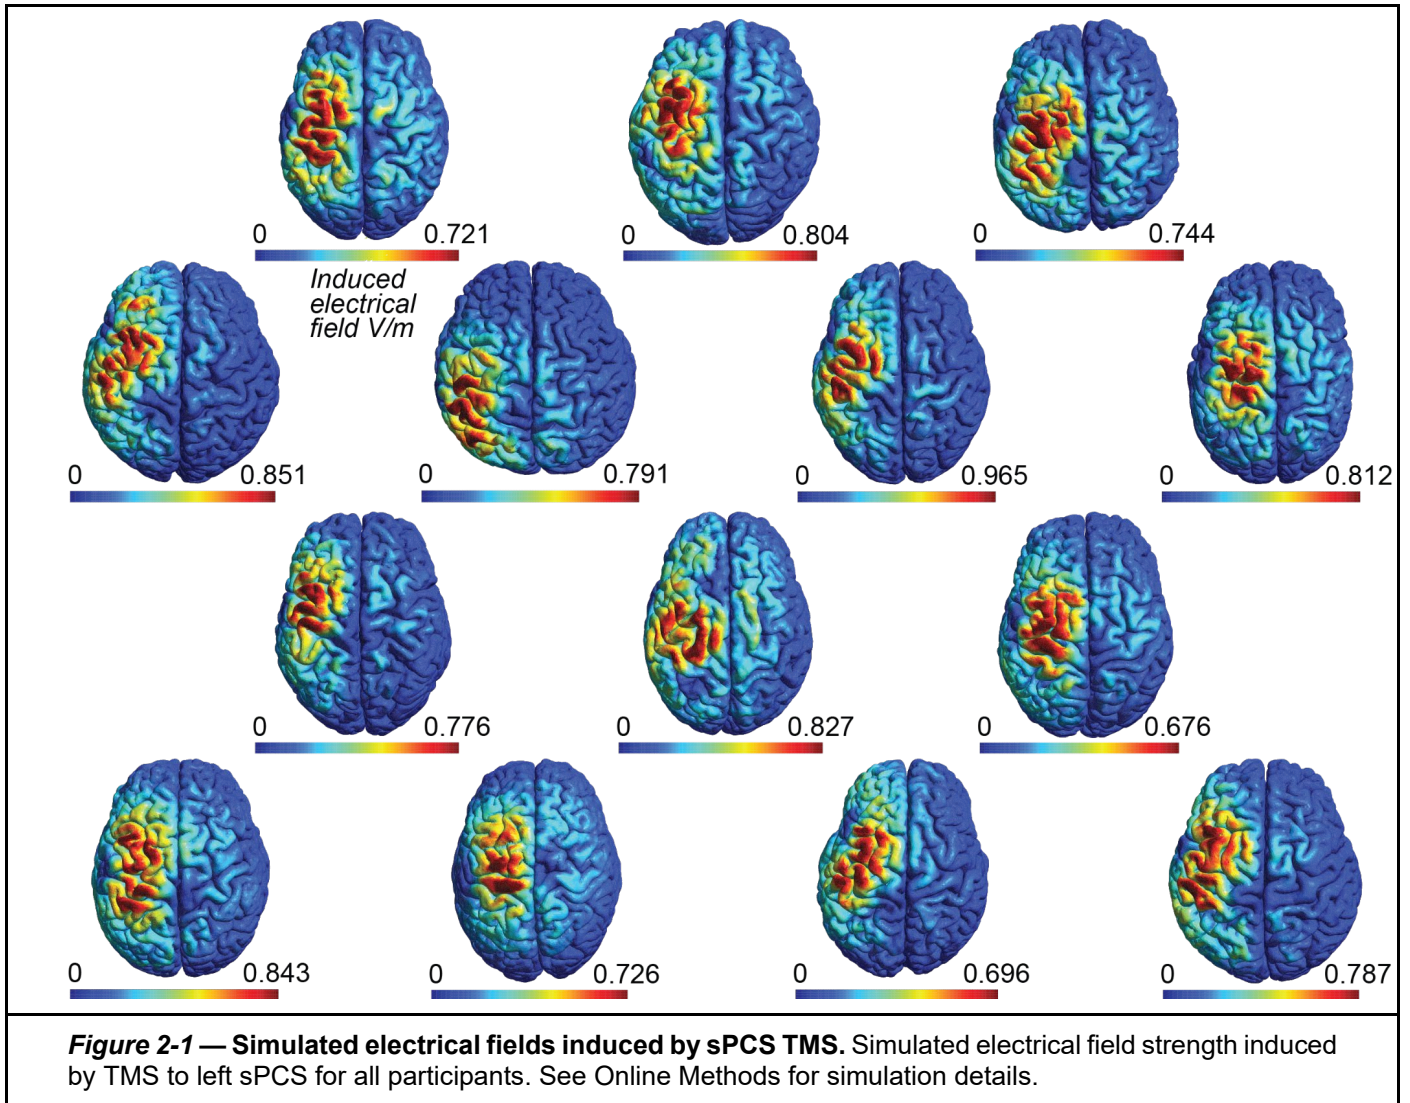 0 0.721
0 0.804
0 0.744
Induced
electrical
field V/m
0 0.851
0 0.791
0 0.965
0 0.812
0 0.776
0 0.827
0 0.676
0 0.843
0 0.726
0 0.696
0 0.787
Figure 2-1 — Simulated electrical fields induced by sPCS TMS. Simulated electrical field strength induced
by TMS to left sPCS for all participants. See Online Methods for simulation details.